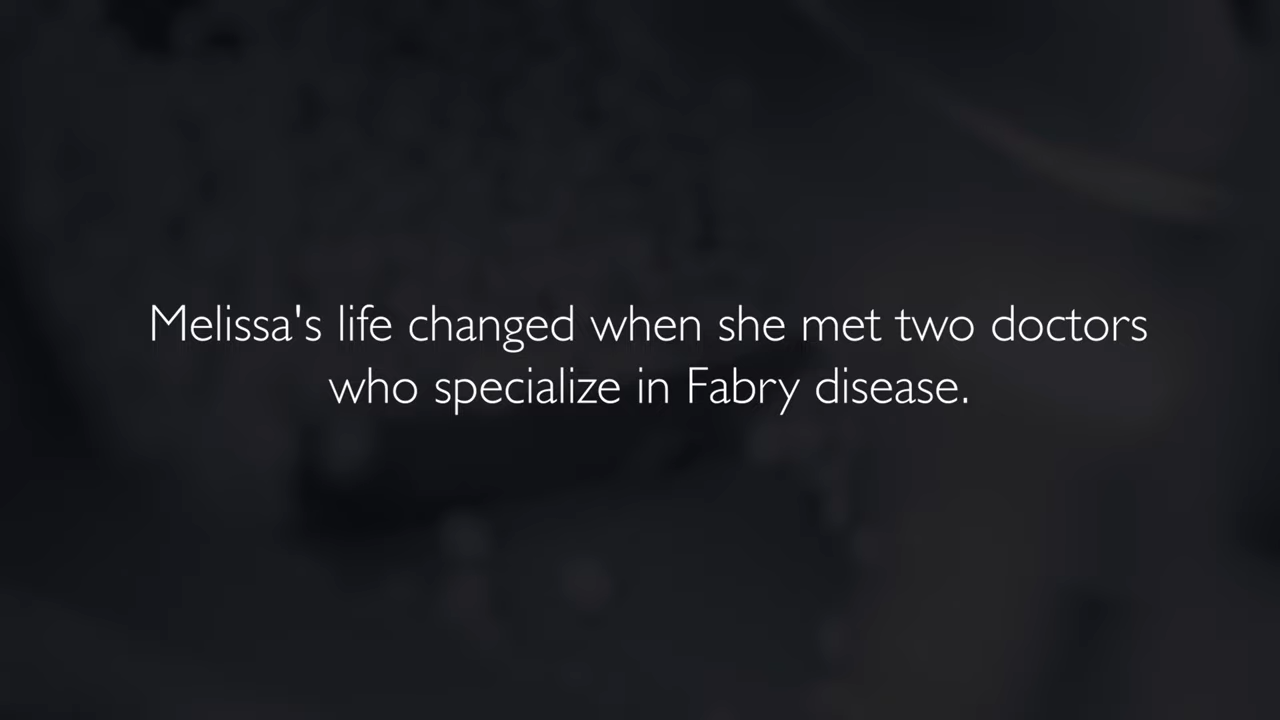 Melissa's life changed when she met two doctors
who specialize in Fabry disease.